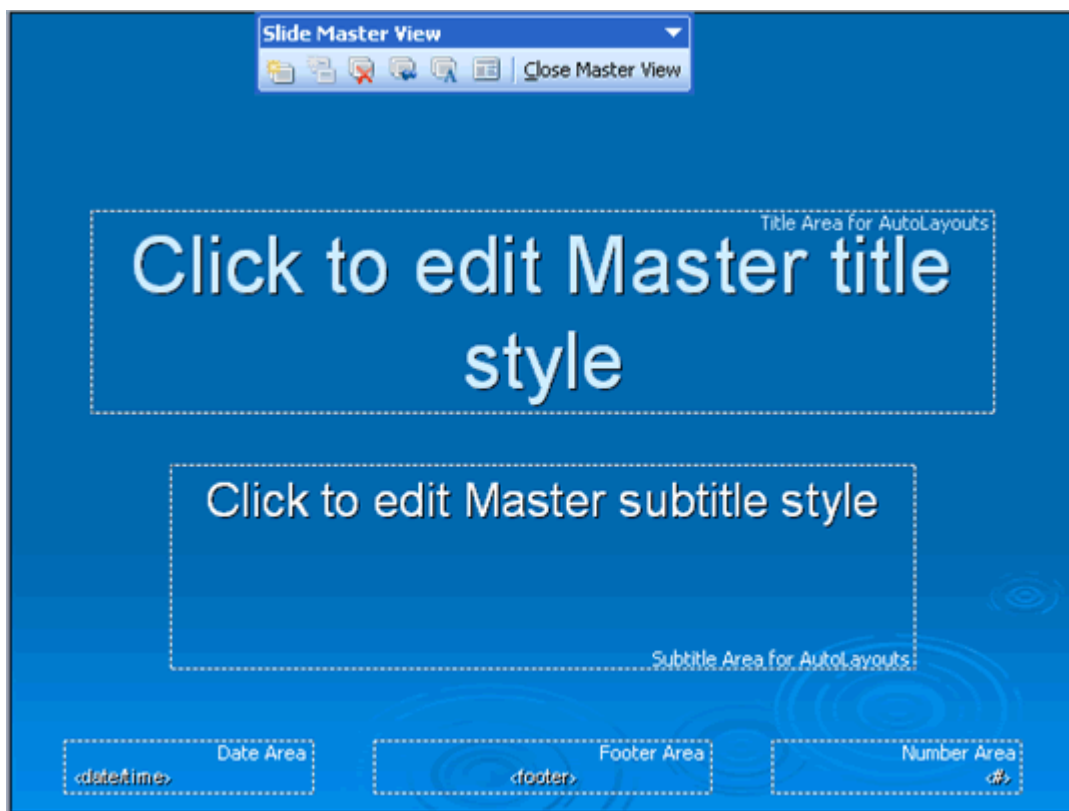 Slide Master View
Close Master View
Title Area for AutoLayouts
Click to edit Master title
style
Click to edit Master subtitle style
Subtitle Area for AutoLayouts
Date Area
<date/time>
Footer Area
<footer>
Number Area
<#>